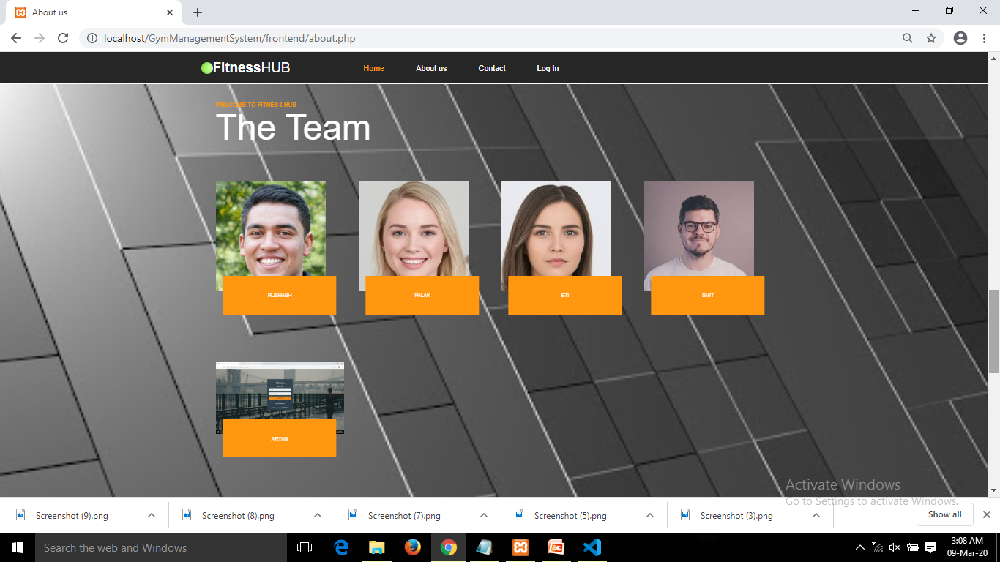 About us
localhost/GymManagementSystem/frontend/about.php
FitnessHUB
Home About us Contact Log In
WELCOME TO FITNESS HUB
The Team
RUSHABH PALAK ETI SMIT
ARYAN
Activate Windows
Go to Settings to activate Windows.
Screenshot (9).png Screenshot (8).png Screenshot (7).png Screenshot (5).png Screenshot (3).png Show all
Search the web and Windows
3:08 AM
09-Mar-20